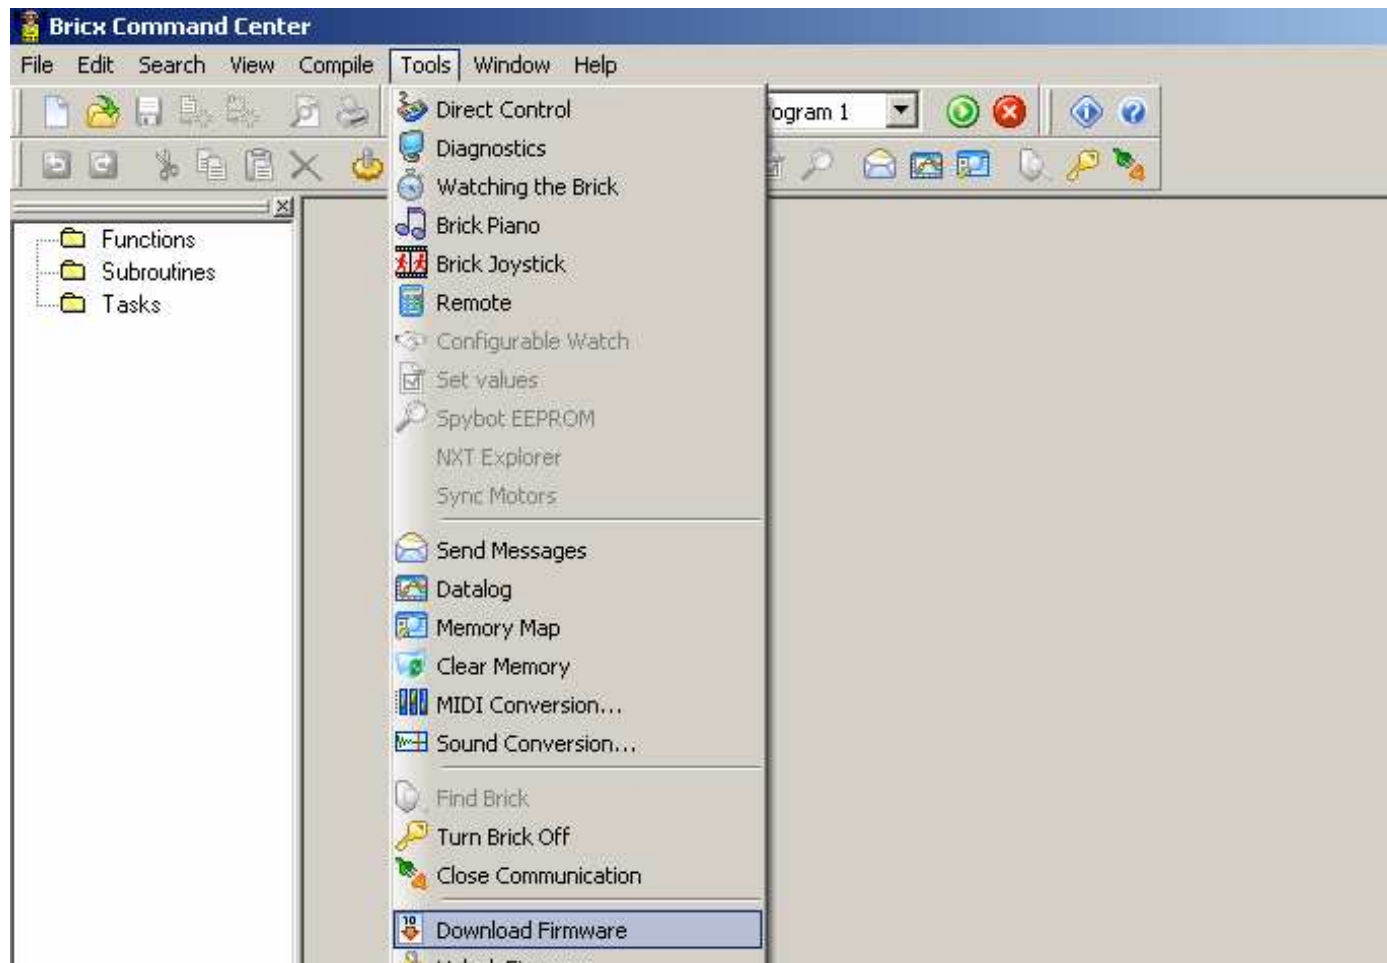 Bricx Command Center
File Edit Search View Compile Tools Window Help
Direct Control
ogram 1
Diagnostics
Watching the Brick
Functions
Brick Piano
Subroutines
Brick Joystick
Tasks
Remote
Configurable Watch
Set values
Spybot EEPROM
NXT Explorer
Sync Motors
Send Messages
Datalog
Memory Map
Clear Memory
MIDI Conversion...
Sound Conversion...
Find Brick
Turn Brick Off
Close Communication
Download Firmware